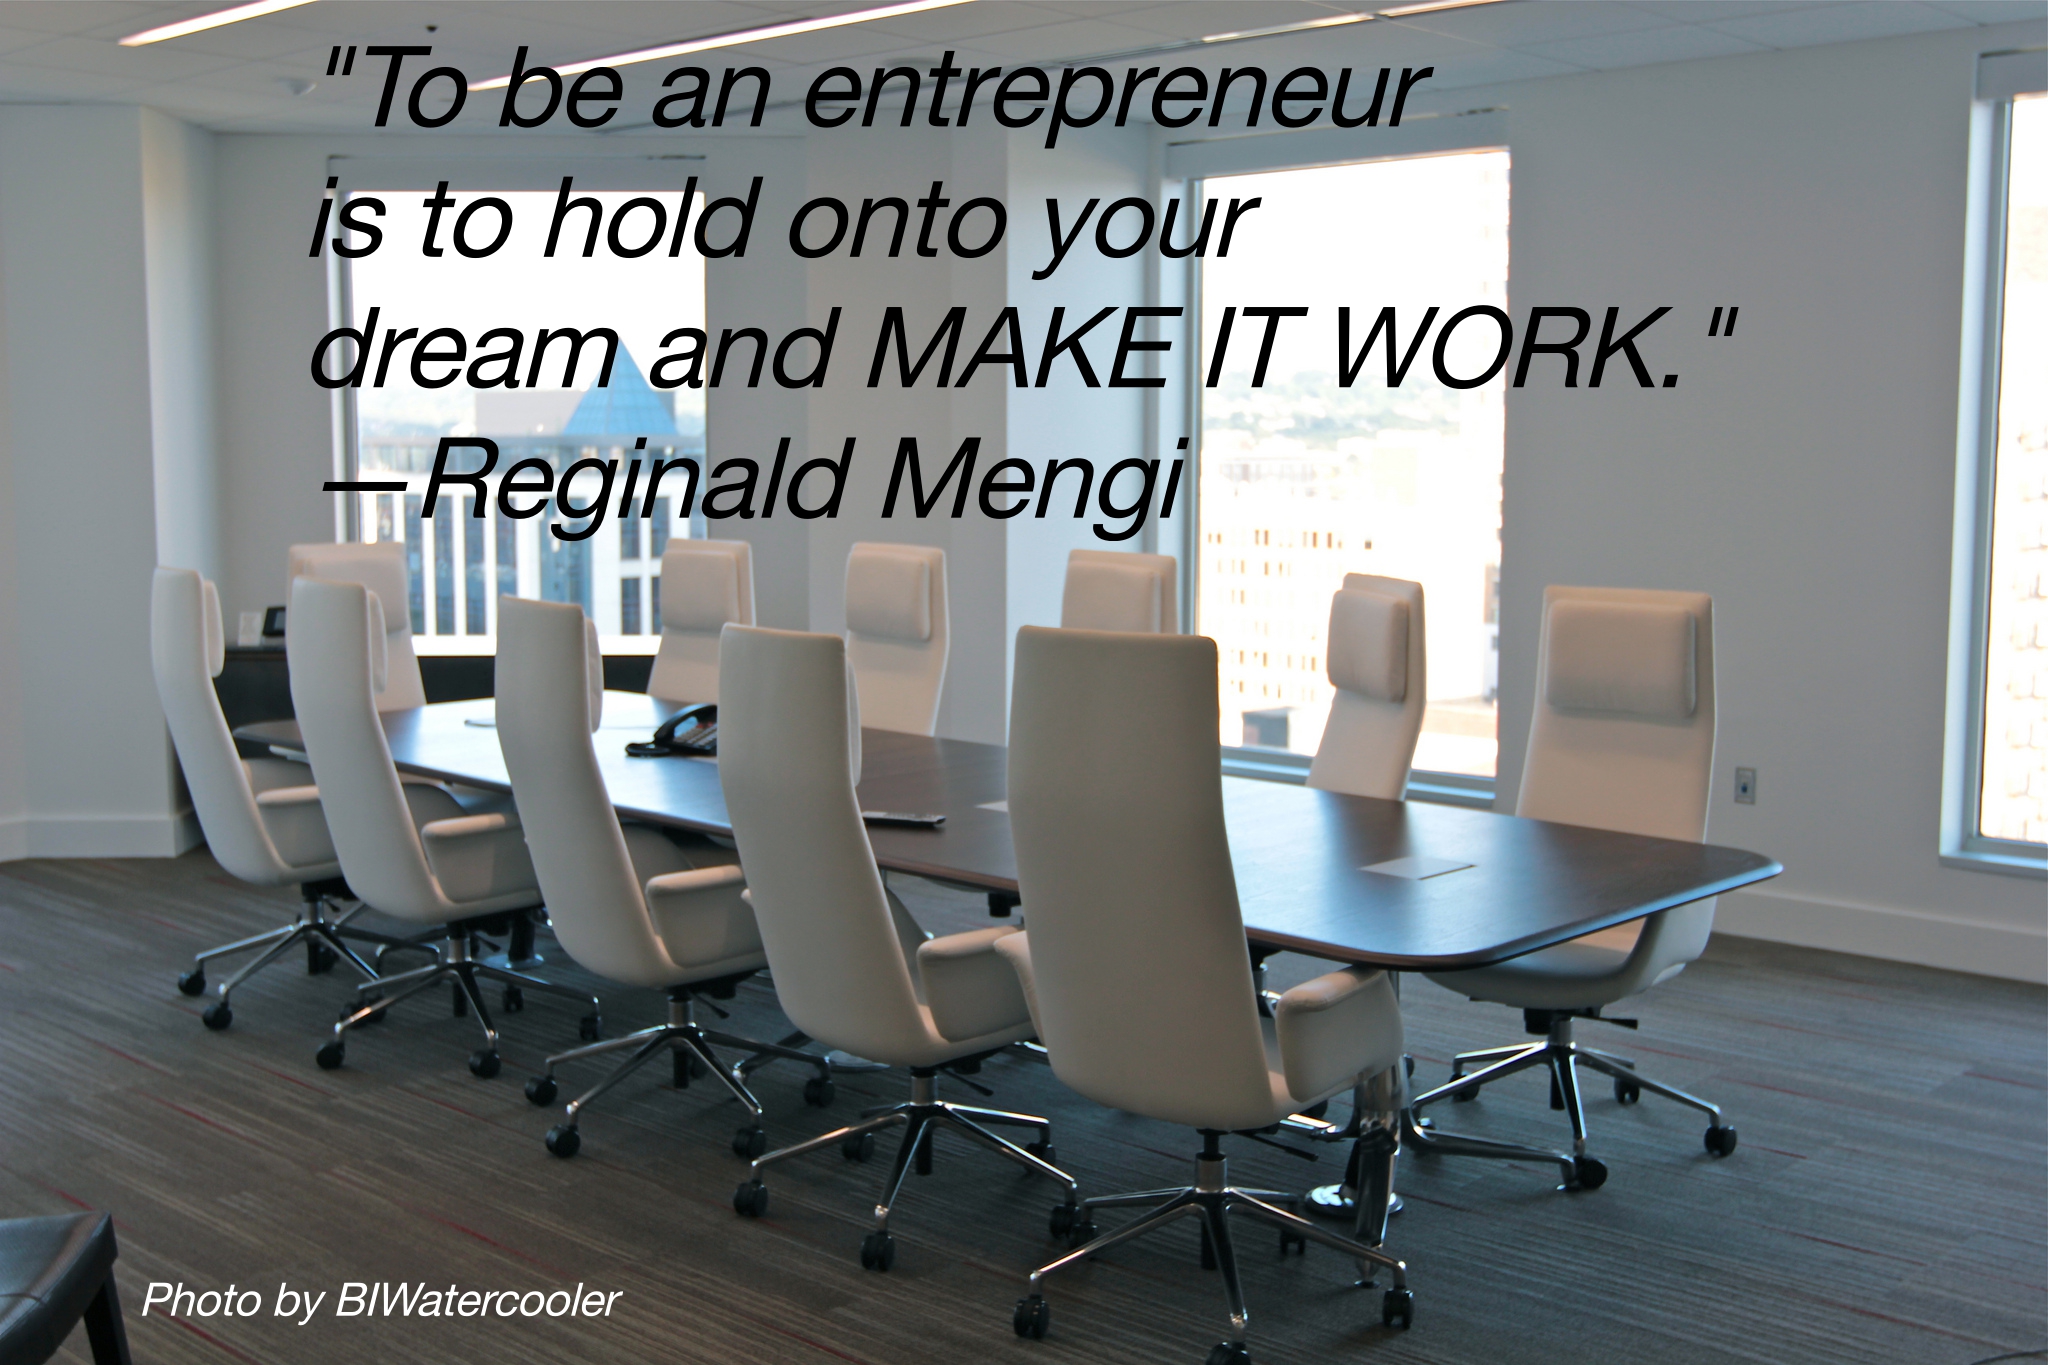 "To be an entrepreneur
is to hold onto your
dream and MAKE IT WORK."
—Reginald Mengi
Photo by BIWatercooler